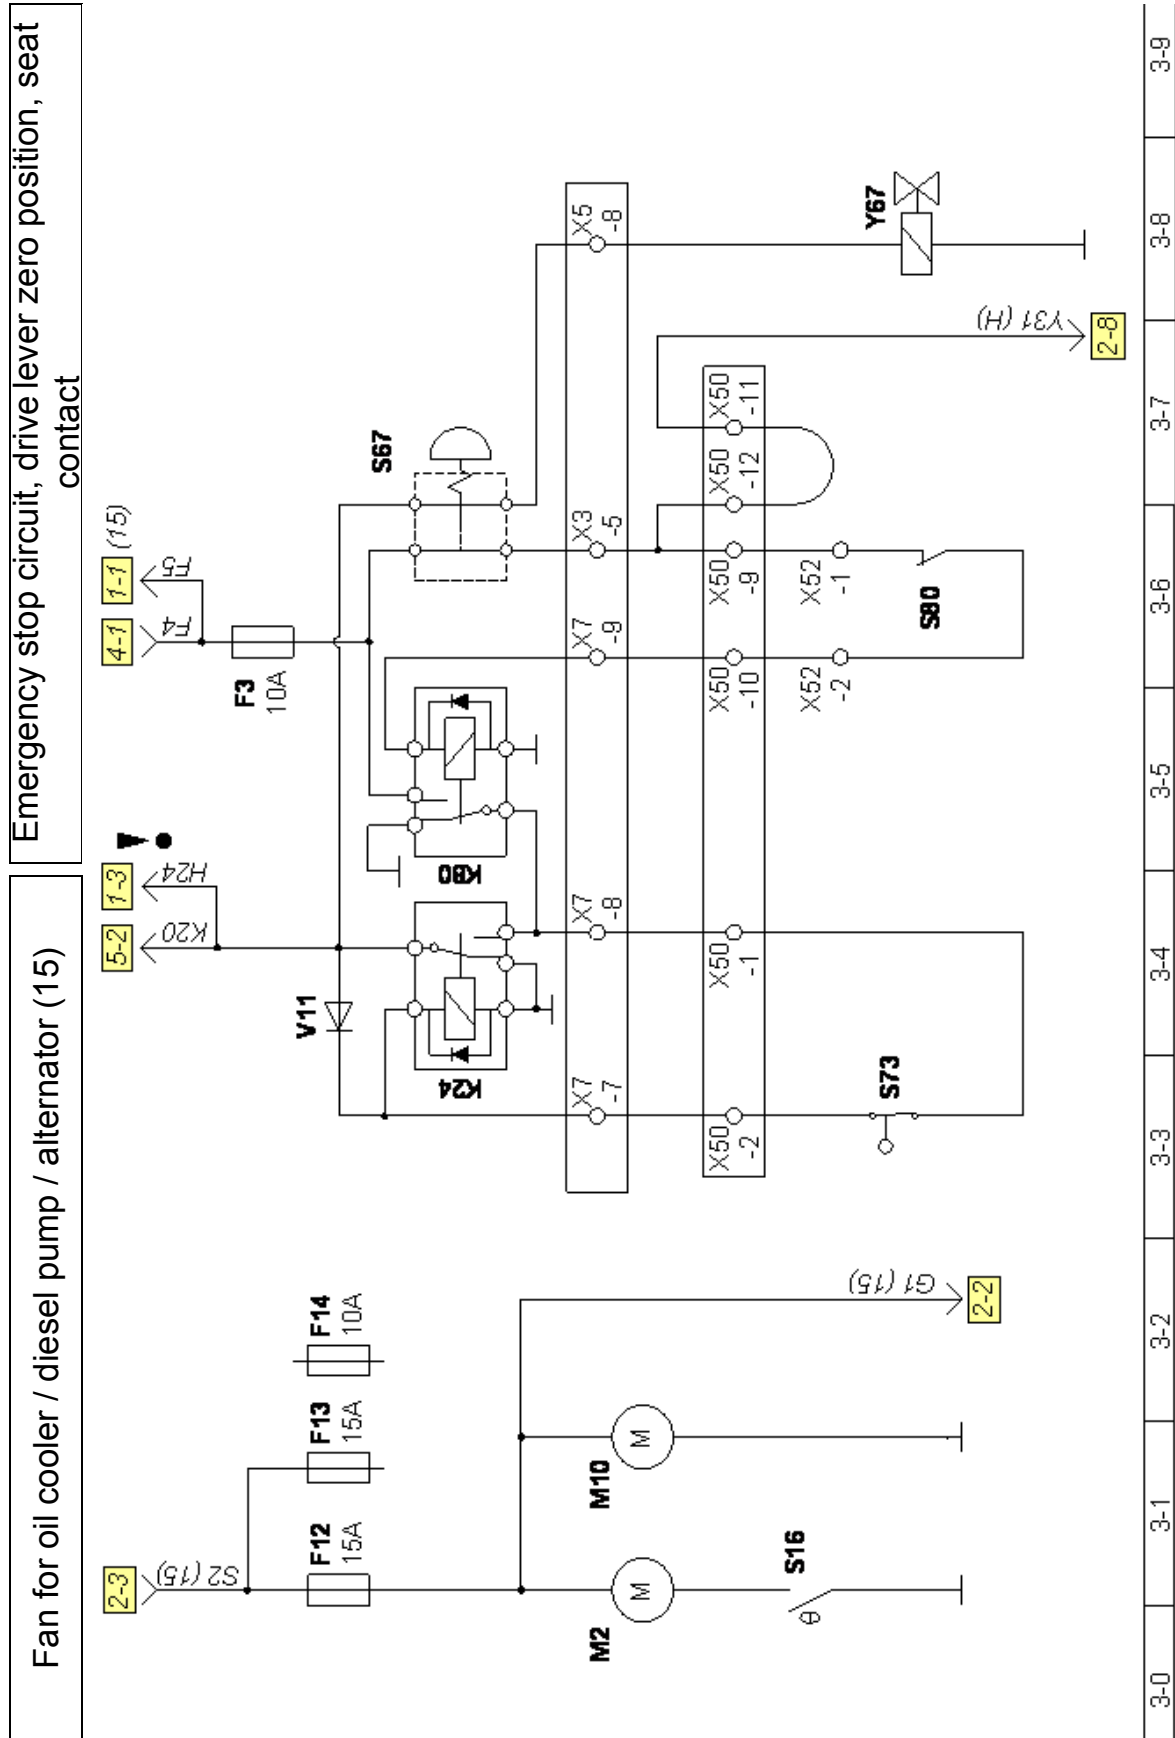 Fan for oil cooler / diesel pump / alternator (15)
Emergency stop circuit, drive lever zero position, seat
contact
2-3
S2 (15)
F12
15A
F13
15A
F14
10A
M2
M
M10
M
S16
θ
G1 (15)
2-2
5-2
K20
1-3
H24
V11
K24
K80
4-1
F4
1-1
(15)
F5
F3
10A
S67
X7
-7
X7
-8
X7
-9
X3
-5
X5
-8
X50
-2
X50
-1
X50
-10
X50
-9
X50
-12
X50
-11
X52
-2
X52
-1
S73
S80
Y31 (H)
2-8
Y67
3-0
3-1
3-2
3-3
3-4
3-5
3-6
3-7
3-8
3-9